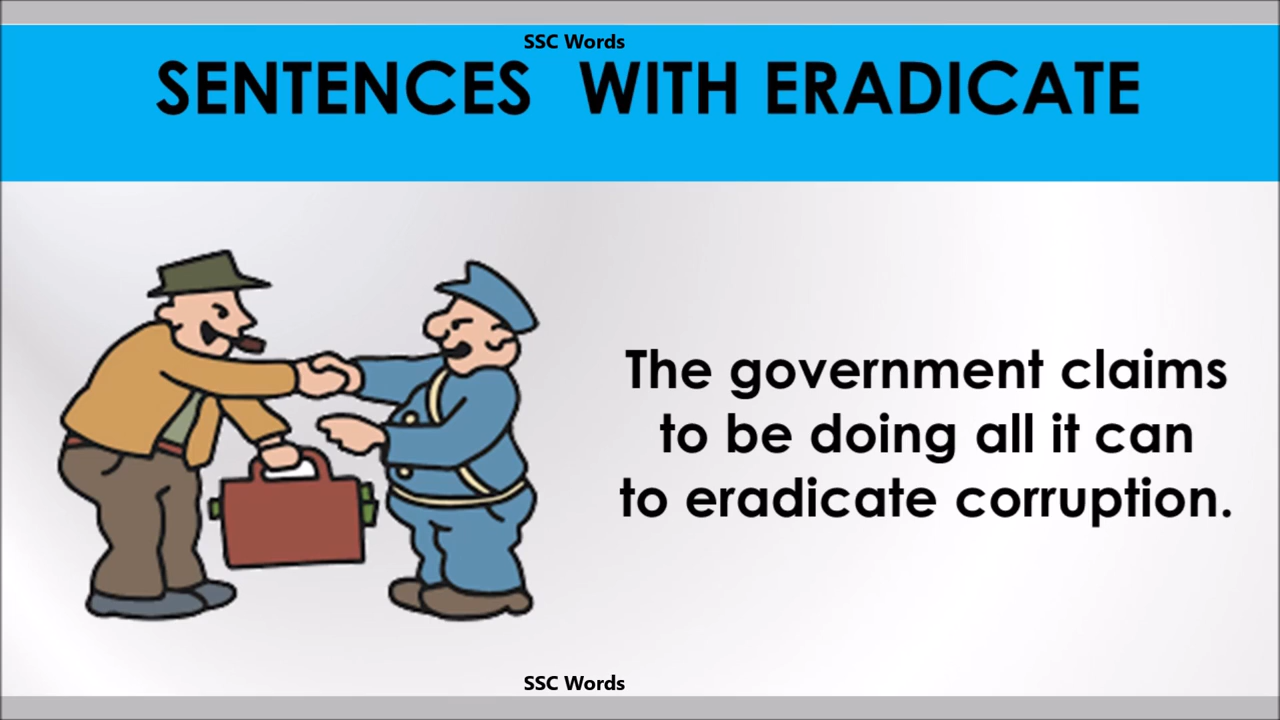 SSC Words
SENTENCES WITH ERADICATE
The government claims
to be doing all it can
to eradicate corruption.
SSC Words